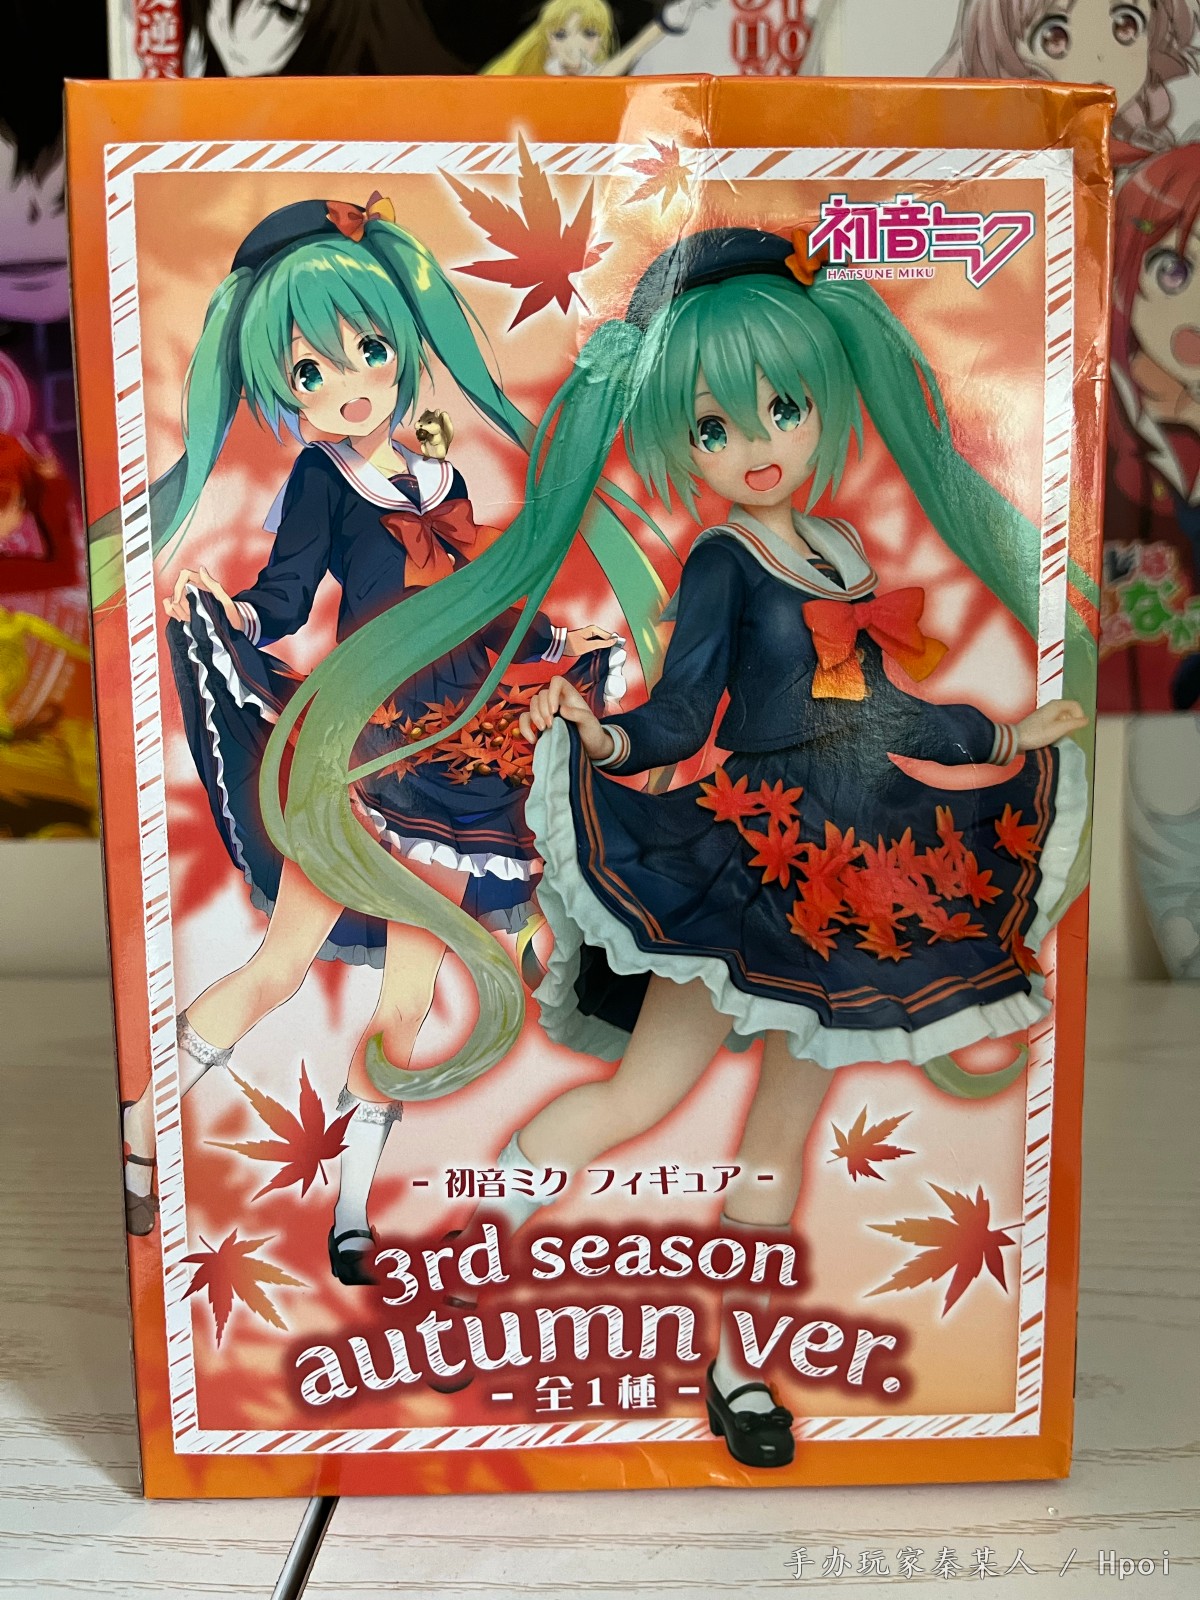 初音ミク
HATSUNE MIKU
- 初音ミク フィギュア -
3rd season
autumn ver.
- 全1種 -
手办玩家秦某人 / Hpoi